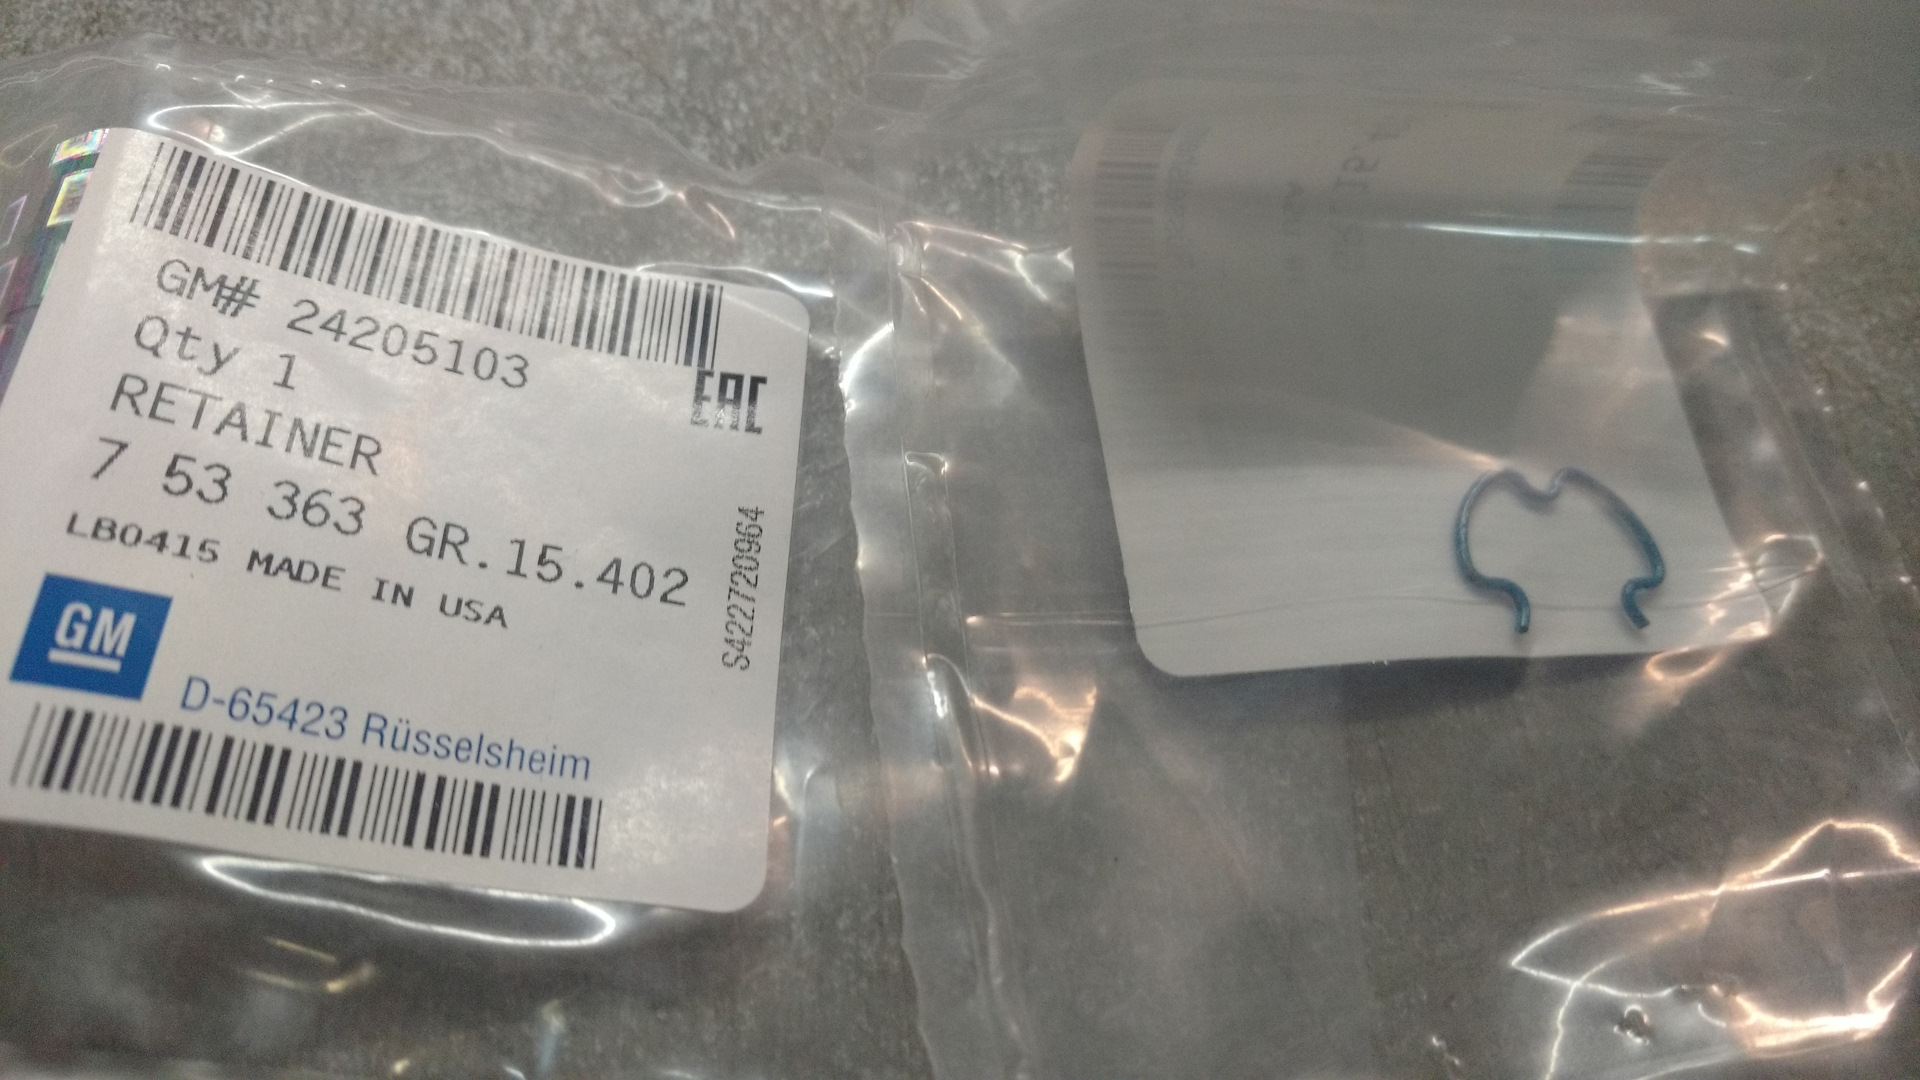 GM# 24205103
Qty 1
EAC
RETAINER
7 53 363 GR.15.402
LB0415 MADE IN USA
S422720964
GM
D-65423 Rüsselsheim